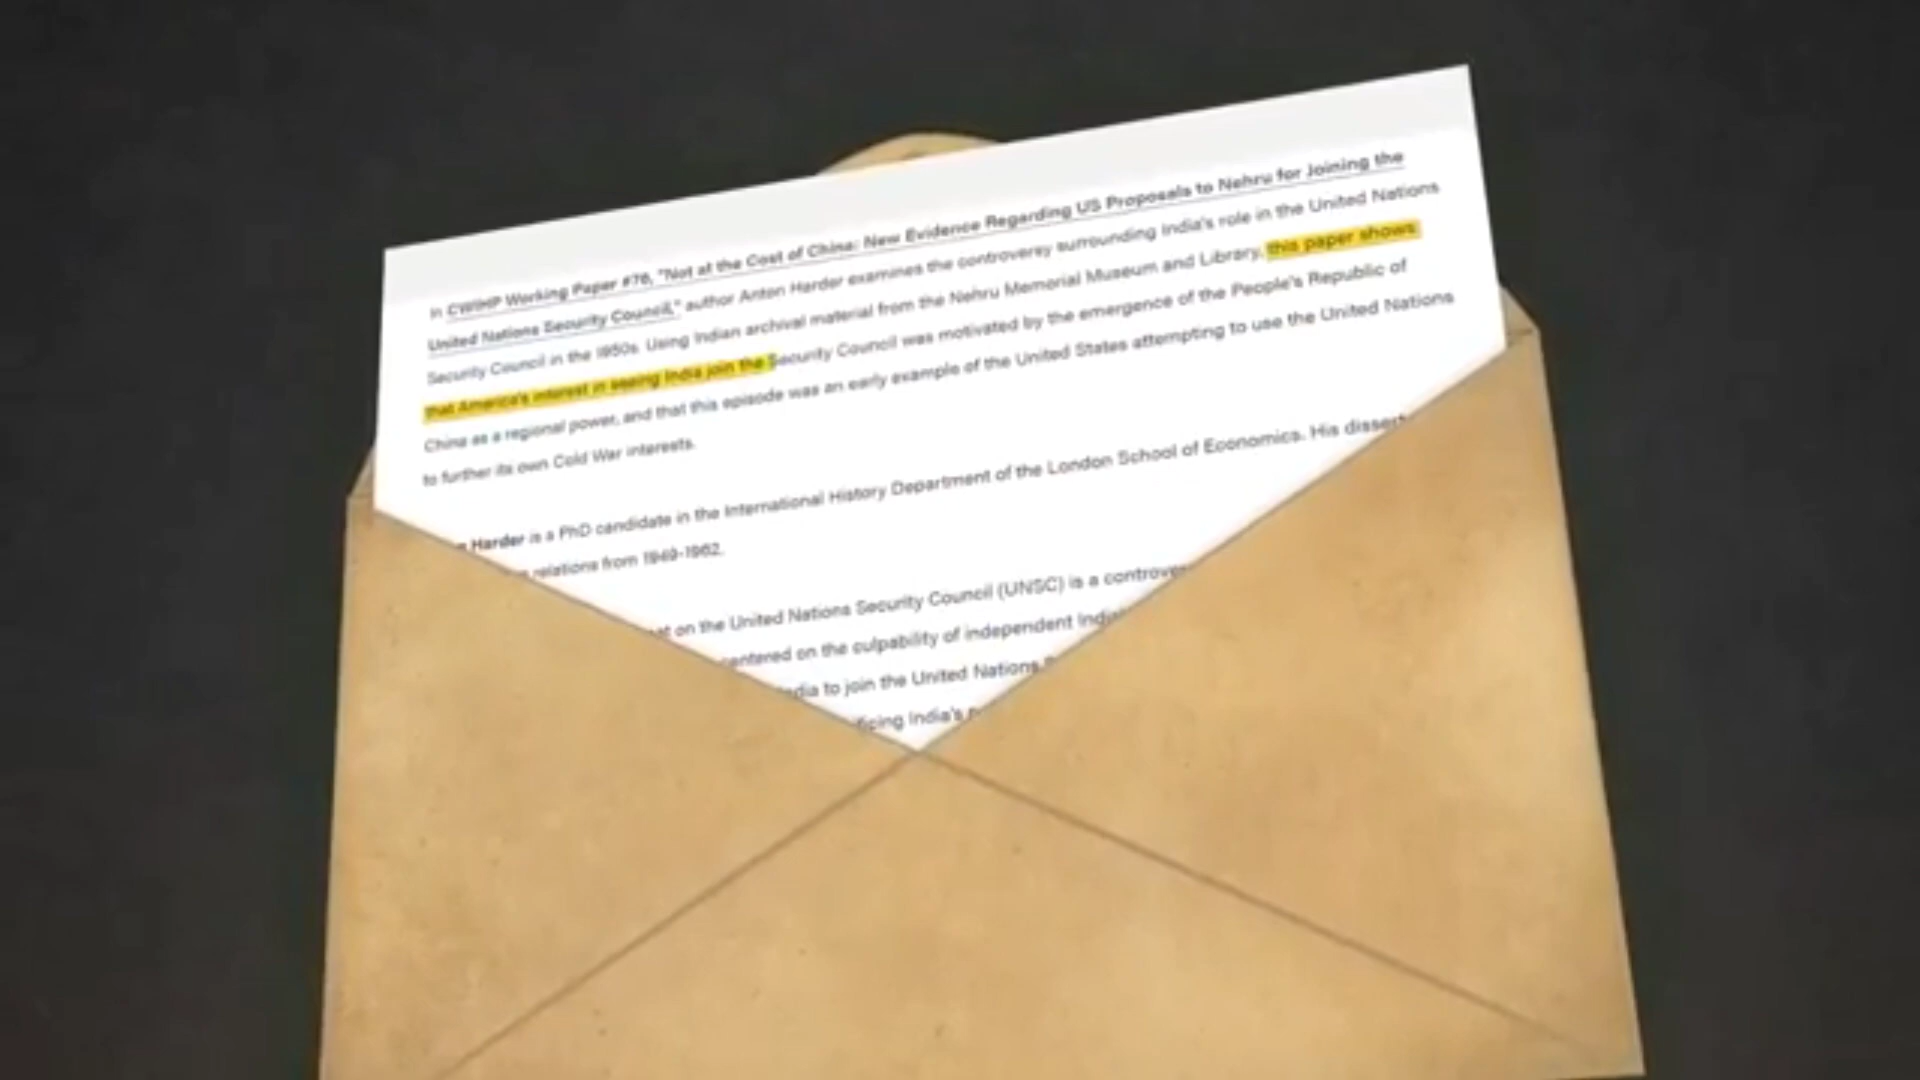 In CWIHP Working Paper #76, "Not at the Cost of China: New Evidence Regarding US Proposals to Nehru for Joining the
United Nations Security Council," author Anton Harder examines the controversy surrounding India's role in the United Nations
Security Council in the 1950s. Using Indian archival material from the Nehru Memorial Museum and Library, this paper shows
that America's interest in seeing India join the Security Council was motivated by the emergence of the People's Republic of
China as a regional power, and that this episode was an early example of the United States attempting to use the United Nations
to further its own Cold War interests.
Harder is a PhD candidate in the International History Department of the London School of Economics. His dissert
relations from 1949-1962.
on the United Nations Security Council (UNSC) is a controver
entered on the culpability of independent Indi
dia to join the United Nations
ficing India's